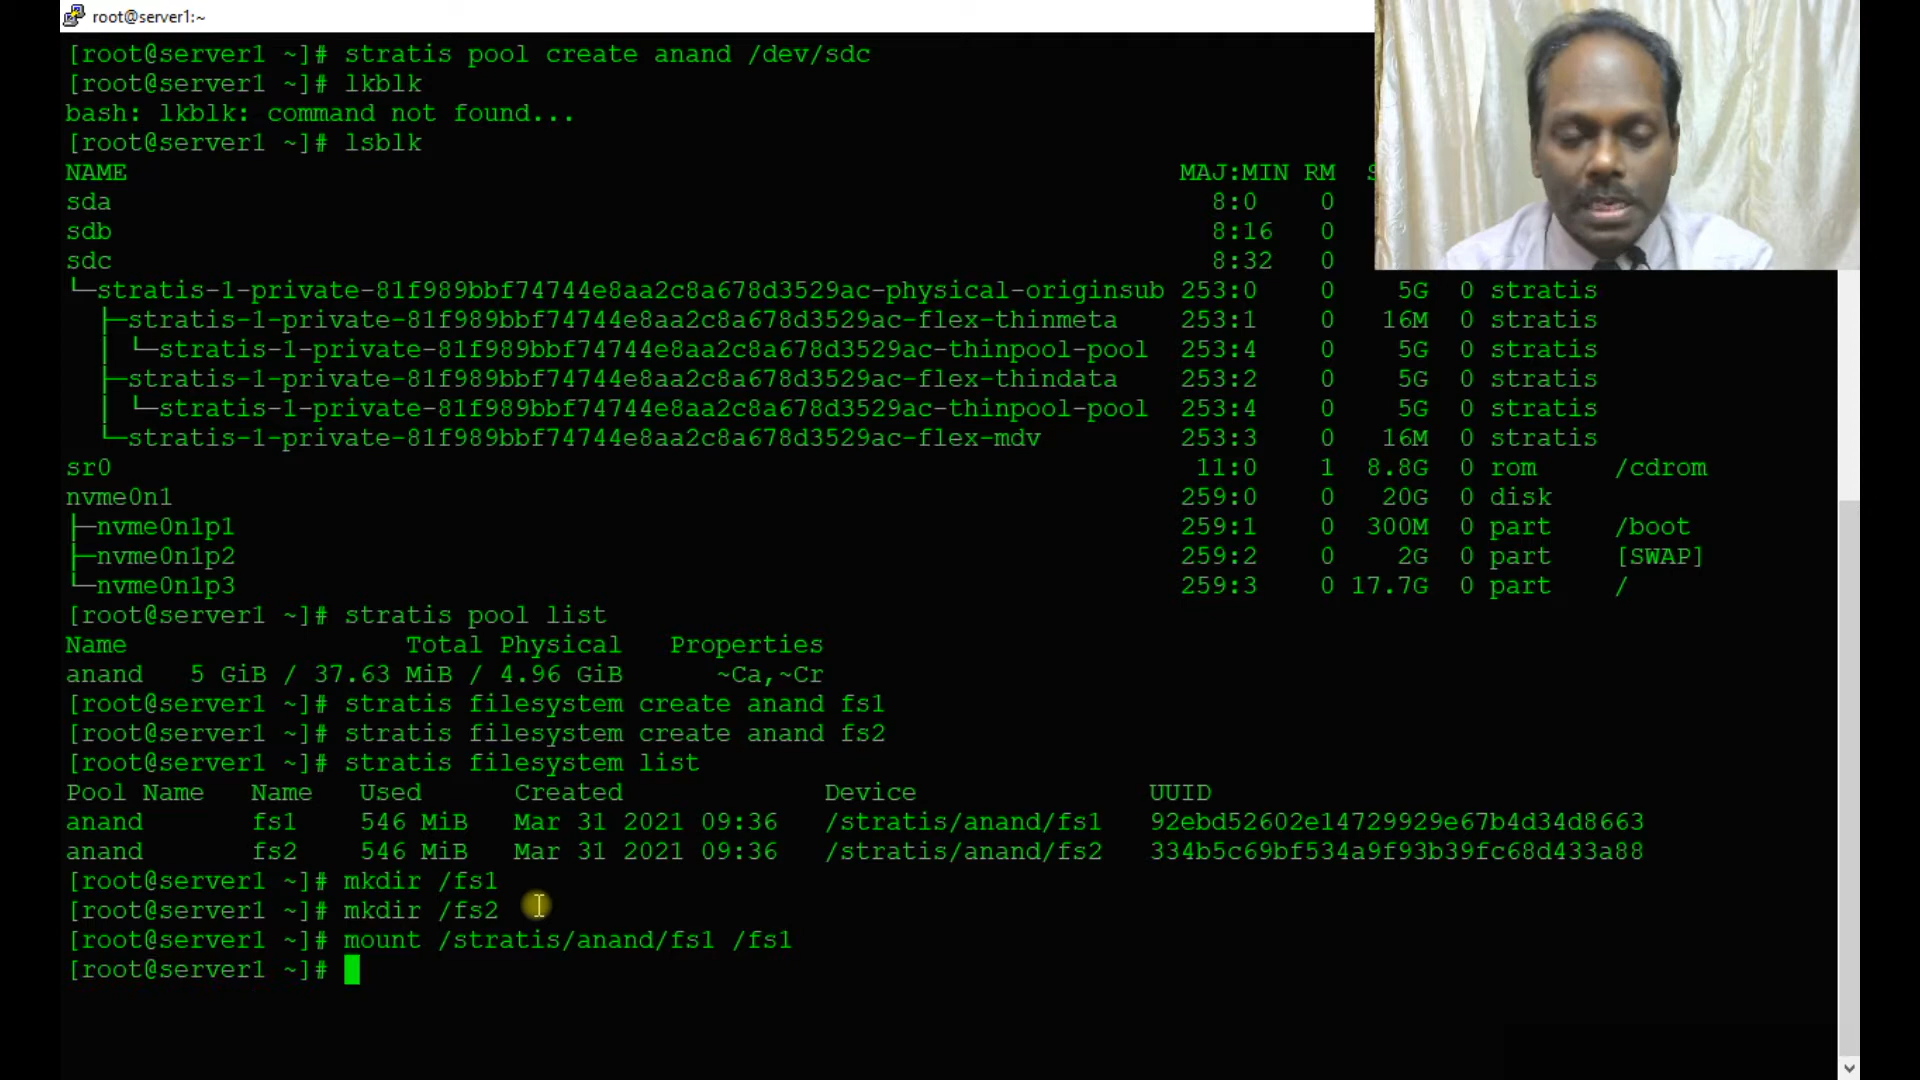 root@server1:~
[root@server1 ~]# stratis pool create anand /dev/sdc
[root@server1 ~]# lkblk
bash: lkblk: command not found...
[root@server1 ~]# lsblk
NAME MAJ:MIN RM
sda 8:0 0
sdb 8:16 0
sdc 8:32 0
└─stratis-1-private-81f989bbf74744e8aa2c8a678d3529ac-physical-originsub 253:0 0 5G 0 stratis
├─stratis-1-private-81f989bbf74744e8aa2c8a678d3529ac-flex-thinmeta 253:1 0 16M 0 stratis
│ └─stratis-1-private-81f989bbf74744e8aa2c8a678d3529ac-thinpool-pool 253:4 0 5G 0 stratis
├─stratis-1-private-81f989bbf74744e8aa2c8a678d3529ac-flex-thindata 253:2 0 5G 0 stratis
│ └─stratis-1-private-81f989bbf74744e8aa2c8a678d3529ac-thinpool-pool 253:4 0 5G 0 stratis
└─stratis-1-private-81f989bbf74744e8aa2c8a678d3529ac-flex-mdv 253:3 0 16M 0 stratis
sr0 11:0 1 8.8G 0 rom /cdrom
nvme0n1 259:0 0 20G 0 disk
├─nvme0n1p1 259:1 0 300M 0 part /boot
├─nvme0n1p2 259:2 0 2G 0 part [SWAP]
└─nvme0n1p3 259:3 0 17.7G 0 part /
[root@server1 ~]# stratis pool list
Name Total Physical Properties
anand 5 GiB / 37.63 MiB / 4.96 GiB ~Ca,~Cr
[root@server1 ~]# stratis filesystem create anand fs1
[root@server1 ~]# stratis filesystem create anand fs2
[root@server1 ~]# stratis filesystem list
Pool Name Name Used Created Device UUID
anand fs1 546 MiB Mar 31 2021 09:36 /stratis/anand/fs1 92ebd52602e14729929e67b4d34d8663
anand fs2 546 MiB Mar 31 2021 09:36 /stratis/anand/fs2 334b5c69bf534a9f93b39fc68d433a88
[root@server1 ~]# mkdir /fs1
[root@server1 ~]# mkdir /fs2
[root@server1 ~]# mount /stratis/anand/fs1 /fs1
[root@server1 ~]#